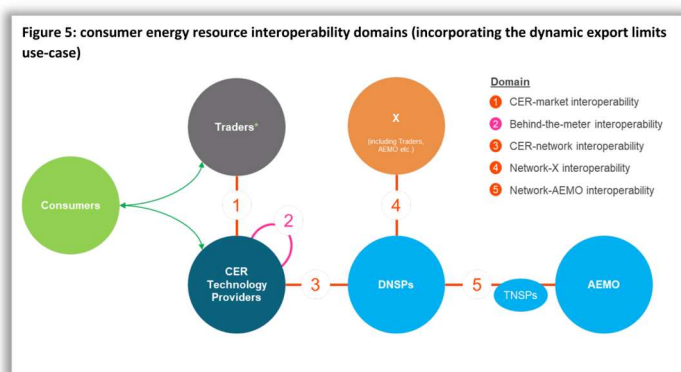 Figure 5: consumer energy resource interoperability domains (incorporating the dynamic export limits
use-case)
Domain
1 CER-market interoperability
2 Behind-the-meter interoperability
3 CER-network interoperability
4 Network-X interoperability
5 Network-AEMO interoperability
Traders*
X
(including Traders,
AEMO etc.)
Consumers
1
2
4
CER
Technology
Providers
3
DNSPs
5
TNSPs
AEMO